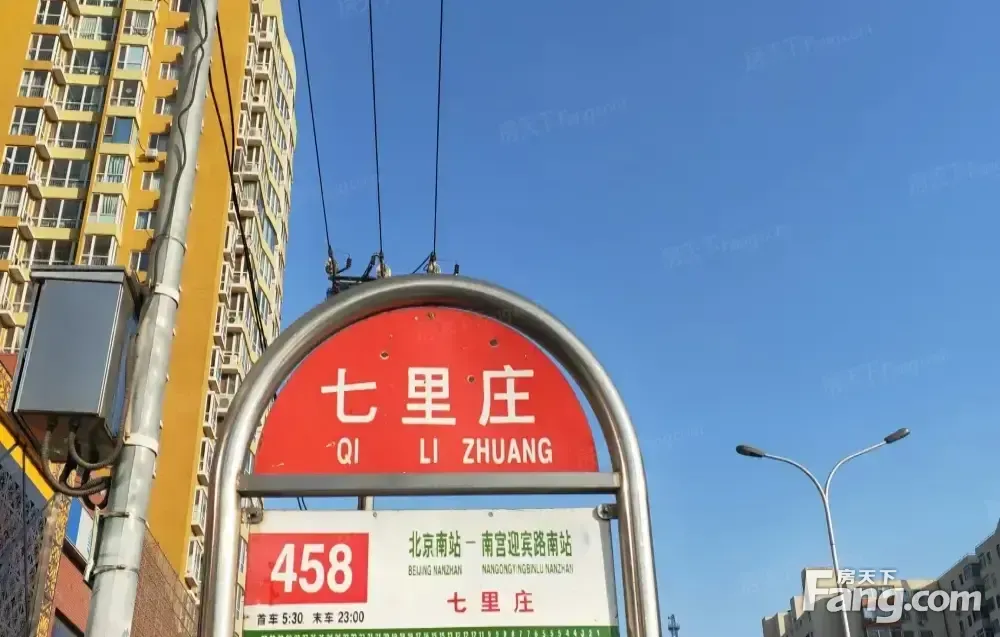 七里庄
QI LI ZHUANG
458
北京南站一南宫迎宾路南站
BEIJING NANZHAN NANGONGYINGBINLU NANZHAN
七里庄
首车 5:30 末车 23:00
房天下
Fang.com